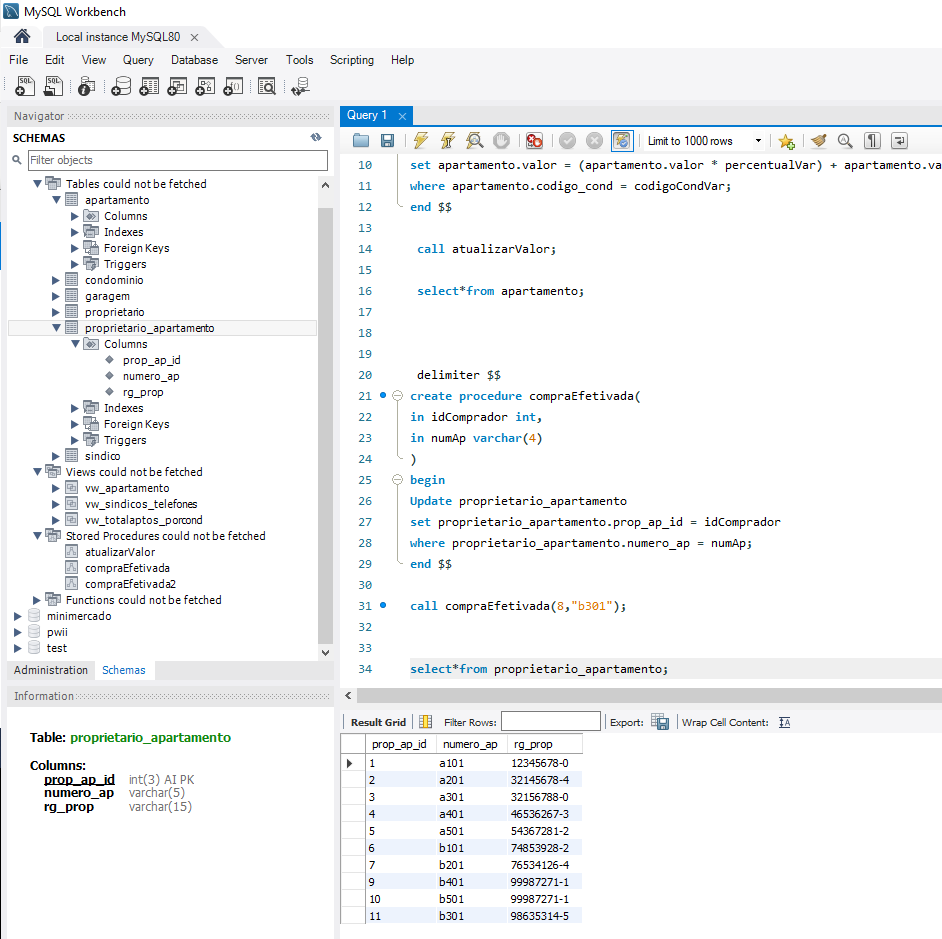 MySQL Workbench
Local instance MySQL80
File Edit View Query Database Server Tools Scripting Help
Navigator
SCHEMAS
Filter objects
Tables could not be fetched
apartamento
Columns
Indexes
Foreign Keys
Triggers
condominio
garagem
proprietario
proprietario_apartamento
Columns
prop_ap_id
numero_ap
rg_prop
Indexes
Foreign Keys
Triggers
sindico
Views could not be fetched
vw_apartamento
vw_sindicos_telefones
vw_totalaptos_porcond
Stored Procedures could not be fetched
atualizarValor
compraEfetivada
compraEfetivada2
Functions could not be fetched
minimercado
pwii
test
Administration Schemas
Information
Table: proprietario_apartamento
Columns:
prop_ap_id int(3) AI PK
numero_ap varchar(5)
rg_prop varchar(15)
Query 1
Limit to 1000 rows
10 set apartamento.valor = (apartamento.valor * percentualVar) + apartamento.va
11 where apartamento.codigo_cond = codigoCondVar;
12 end $$
13
14 call atualizarValor;
15
16 select*from apartamento;
17
18
19
20 delimiter $$
21 create procedure compraEfetivada(
22 in idComprador int,
23 in numAp varchar(4)
24 )
25 begin
26 Update proprietario_apartamento
27 set proprietario_apartamento.prop_ap_id = idComprador
28 where proprietario_apartamento.numero_ap = numAp;
29 end $$
30
31 call compraEfetivada(8,"b301");
32
33
34 select*from proprietario_apartamento;
Result Grid Filter Rows: Export: Wrap Cell Content:
prop_ap_id numero_ap rg_prop
1 a101 12345678-0
2 a201 32145678-4
3 a301 32156788-0
4 a401 46536267-3
5 a501 54367281-2
6 b101 74853928-2
7 b201 76534126-4
9 b401 99987271-1
10 b501 99987271-1
11 b301 98635314-5